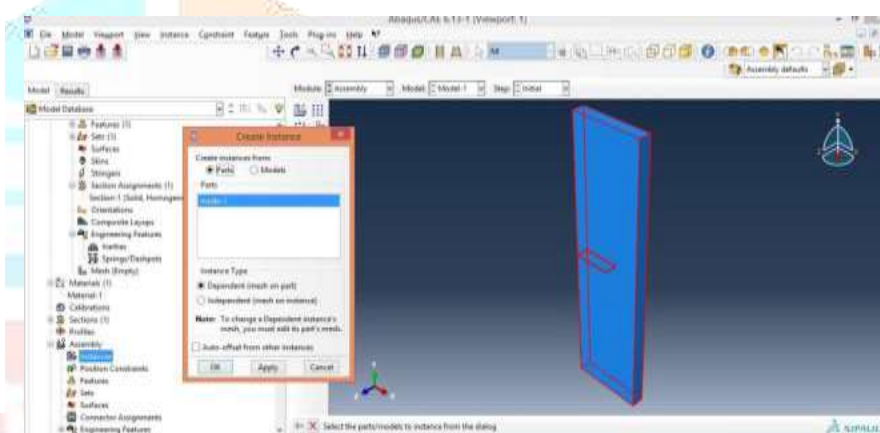 Abaqus/CAE 6.13-1 [Viewport: 1]
File Model Viewport View Instance Constraint Feature Tools Plug-ins Help
Assembly defaults
Model Results
Module: Assembly Model: Model-1 Step: Initial
Model Database
Features (1)
Sets (1)
Surfaces
Skins
Stringers
Section Assignments (1)
Section-1 (Solid, Homogen
Orientations
Composite Layups
Engineering Features
Inertias
Springs/Dashpots
Mesh (Empty)
Materials (1)
Material-1
Calibrations
Sections (1)
Profiles
Assembly
Instances
Position Constraints
Features
Sets
Surfaces
Connector Assignments
Engineering Features
Create Instance
Create instances from:
Parts Models
Parts
Instance Type
Dependent (mesh on part)
Independent (mesh on instance)
Note: To change a Dependent instance's
mesh, you must edit its part's mesh.
Auto-offset from other instances
OK Apply Cancel
Select the parts/models to instance from the dialog